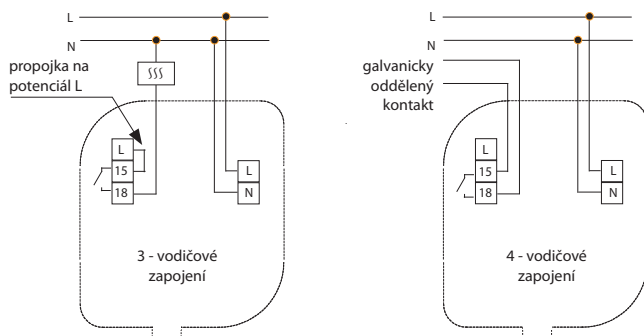 L
N
propojka na
potenciál L
L
15
18
L
N
3 - vodičové
zapojení
L
N
galvanicky
oddělený
kontakt
L
15
18
L
N
4 - vodičové
zapojení